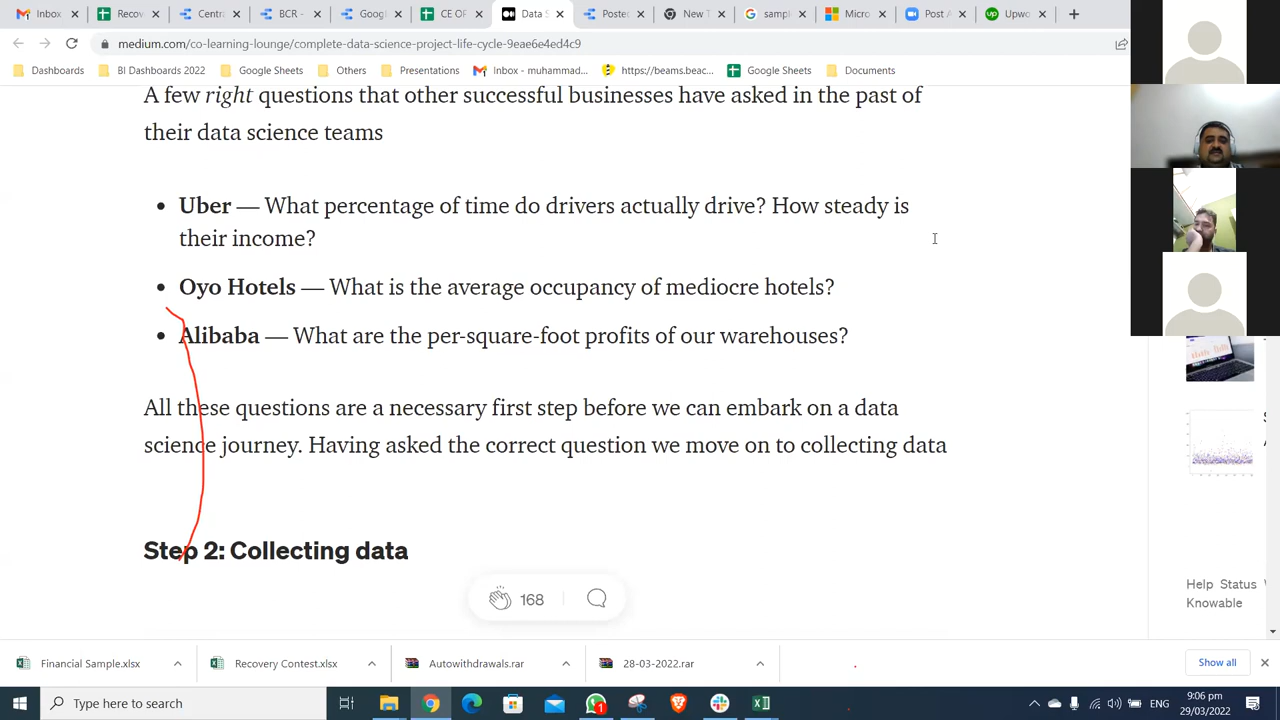 Inbox
Recov
Centra
BCR
Googl
CE OF
Data S
Poster
New T
sampl
Micro
Post A
Upwo
medium.com/co-learning-lounge/complete-data-science-project-life-cycle-9eae6e4ed4c9
Dashboards
BI Dashboards 2022
Google Sheets
Others
Presentations
Inbox - muhammad...
https://beams.beac...
Google Sheets
Documents
A few right questions that other successful businesses have asked in the past of
their data science teams
• Uber — What percentage of time do drivers actually drive? How steady is
their income?
• Oyo Hotels — What is the average occupancy of mediocre hotels?
• Alibaba — What are the per-square-foot profits of our warehouses?
All these questions are a necessary first step before we can embark on a data
science journey. Having asked the correct question we move on to collecting data
Step 2: Collecting data
168
Help Status
Knowable
Financial Sample.xlsx
Recovery Contest.xlsx
Autowithdrawals.rar
28-03-2022.rar
Show all
Type here to search
1
ENG
9:06 pm
29/03/2022